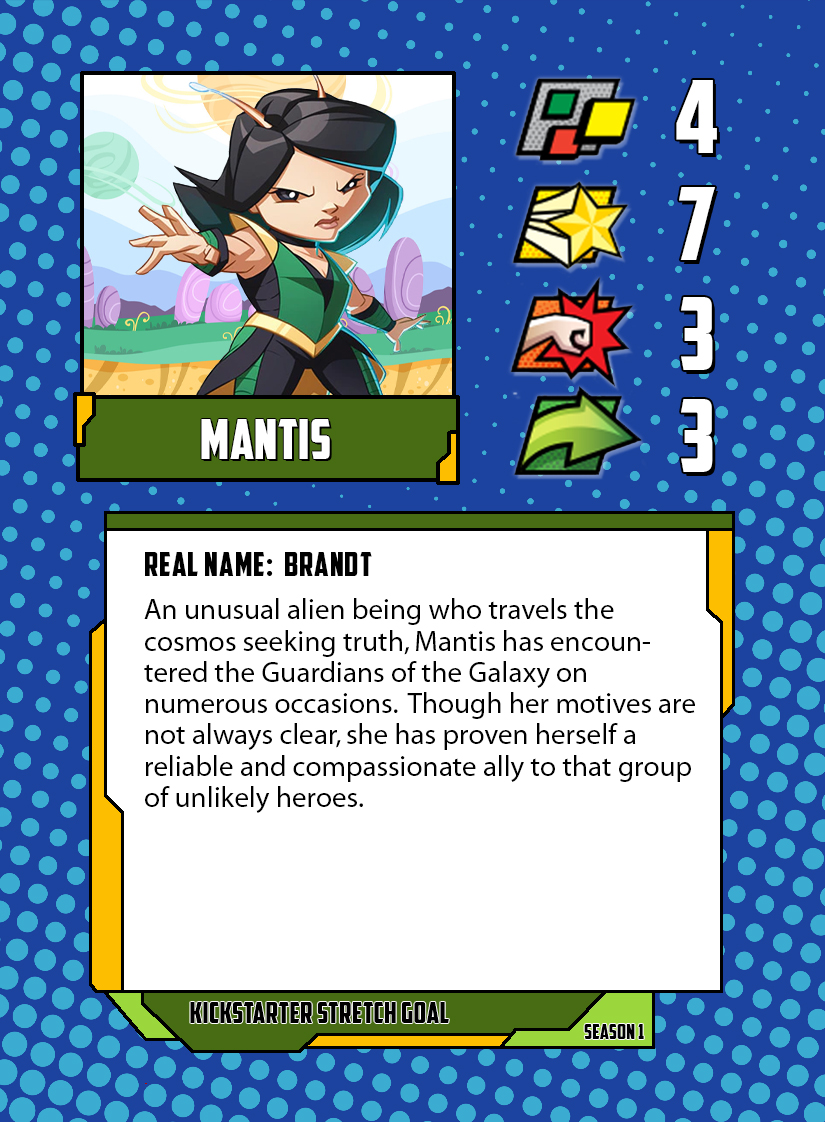 4
7
3
3
MANTIS
REAL NAME: BRANDT
An unusual alien being who travels the
cosmos seeking truth, Mantis has encoun-
tered the Guardians of the Galaxy on
numerous occasions. Though her motives are
not always clear, she has proven herself a
reliable and compassionate ally to that group
of unlikely heroes.
KICKSTARTER STRETCH GOAL
SEASON 1